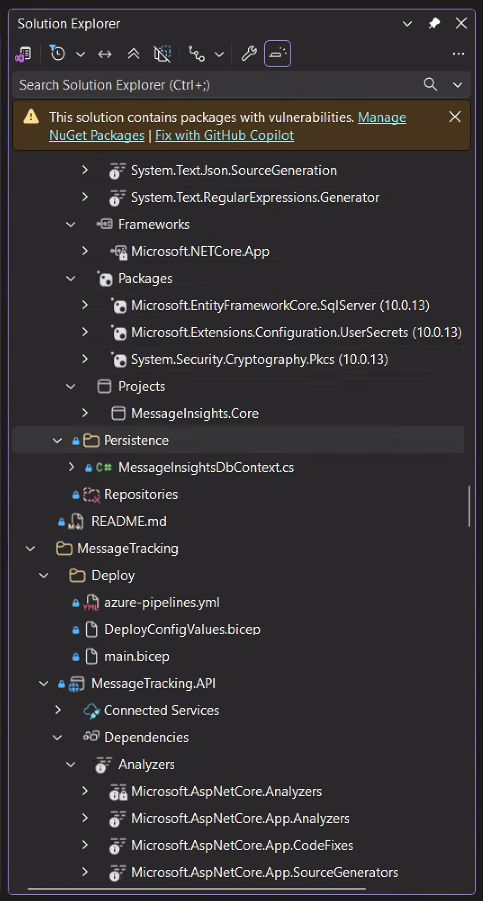 Solution Explorer
Search Solution Explorer (Ctrl+;)
This solution contains packages with vulnerabilities. Manage
NuGet Packages | Fix with GitHub Copilot
System.Text.Json.SourceGeneration
System.Text.RegularExpressions.Generator
Frameworks
Microsoft.NETCore.App
Packages
Microsoft.EntityFrameworkCore.SqlServer (10.0.13)
Microsoft.Extensions.Configuration.UserSecrets (10.0.13)
System.Security.Cryptography.Pkcs (10.0.13)
Projects
MessageInsights.Core
Persistence
C# MessageInsightsDbContext.cs
Repositories
README.md
MessageTracking
Deploy
YML azure-pipelines.yml
DeployConfigValues.bicep
main.bicep
MessageTracking.API
Connected Services
Dependencies
Analyzers
Microsoft.AspNetCore.Analyzers
Microsoft.AspNetCore.App.Analyzers
Microsoft.AspNetCore.App.CodeFixes
Microsoft.AspNetCore.App.SourceGenerators